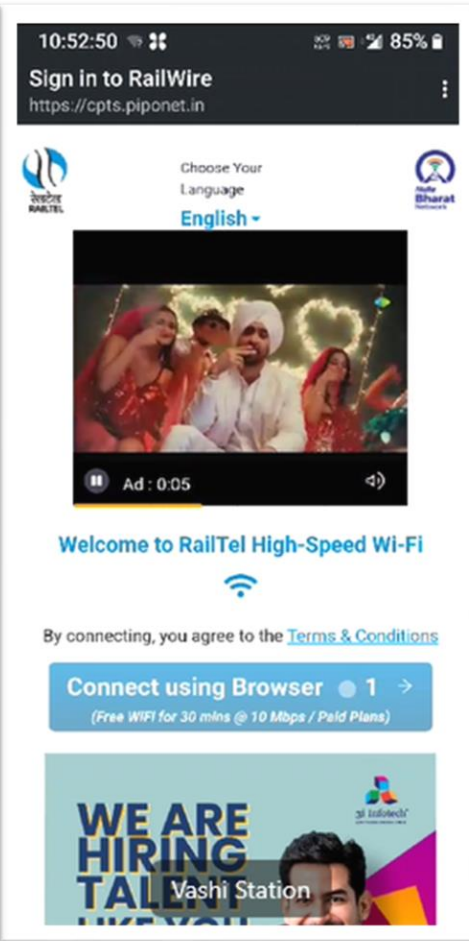 10:52:50
85%
Sign in to RailWire
https://cpts.piponet.in
रेलटेल
RAILTEL
Choose Your
Language
English
Bharat
Network
Ad : 0:05
Welcome to RailTel High-Speed Wi-Fi
By connecting, you agree to the Terms & Conditions
Connect using Browser 1 →
(Free WiFi for 30 mins @ 10 Mbps / Paid Plans)
3i Infotech
WE ARE
HIRING
TALENT
LIKE YOU
Vashi Station